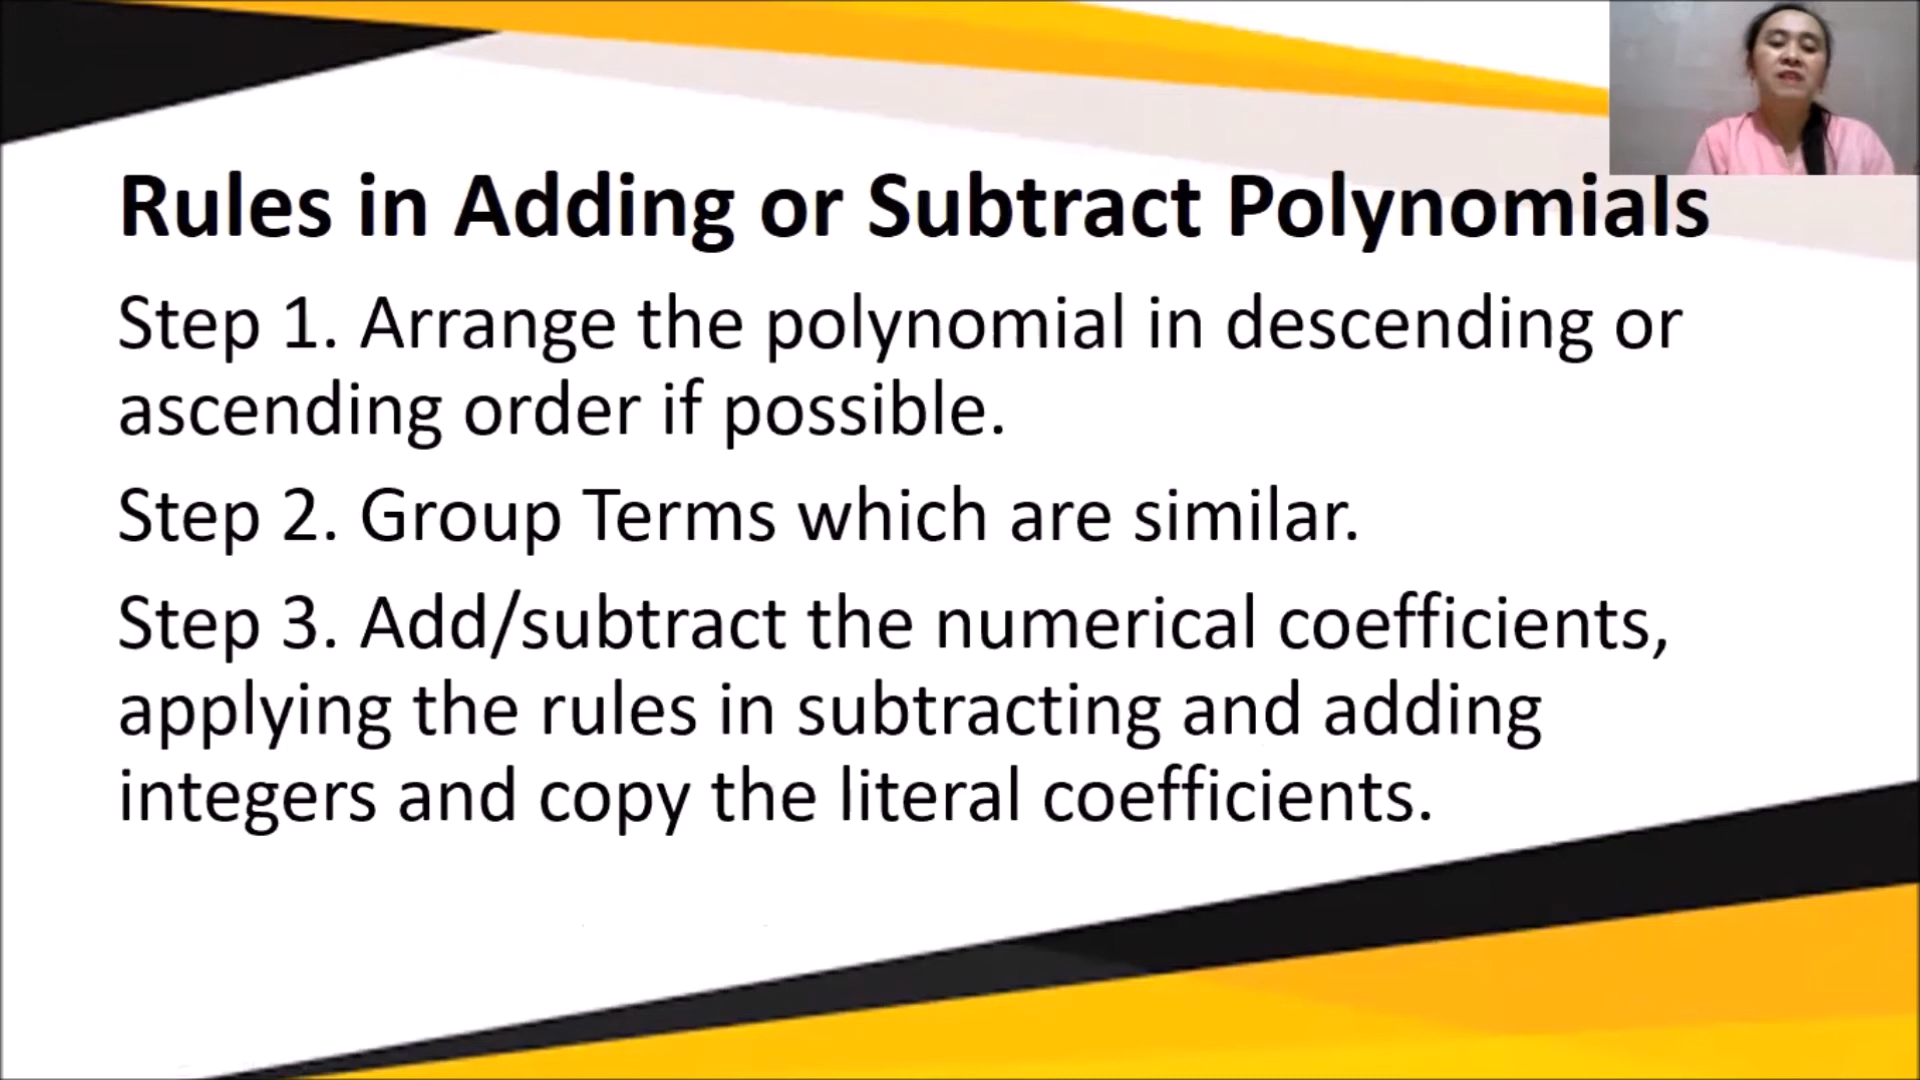 Rules in Adding or Subtract Polynomials
Step 1. Arrange the polynomial in descending or
ascending order if possible.
Step 2. Group Terms which are similar.
Step 3. Add/subtract the numerical coefficients,
applying the rules in subtracting and adding
integers and copy the literal coefficients.